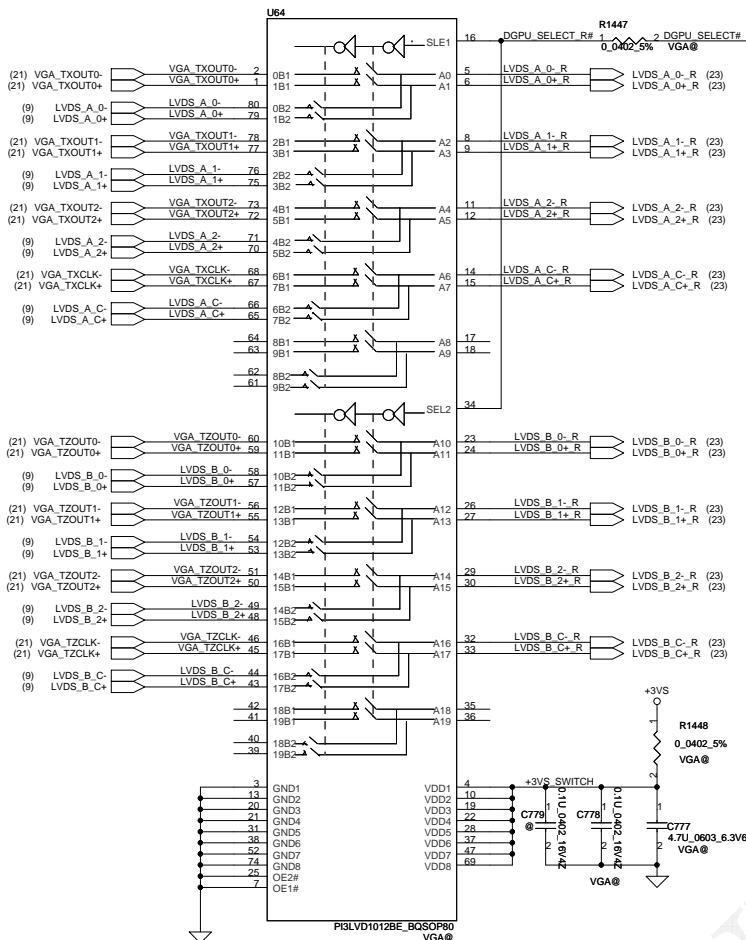 U64
SLE1 16 DGPU_SELECT_R# 1 R1447 2 DGPU_SELECT#
0_0402_5%
VGA@
(21) VGA_TXOUT0- VGA_TXOUT0- 2 0B1 A0 5 LVDS_A_0-_R LVDS_A_0-_R (23)
(21) VGA_TXOUT0+ VGA_TXOUT0+ 1 1B1 A1 6 LVDS_A_0+_R LVDS_A_0+_R (23)
(9) LVDS_A_0- LVDS_A_0- 80 0B2
(9) LVDS_A_0+ LVDS_A_0+ 79 1B2
(21) VGA_TXOUT1- VGA_TXOUT1- 78 2B1 A2 8 LVDS_A_1-_R LVDS_A_1-_R (23)
(21) VGA_TXOUT1+ VGA_TXOUT1+ 77 3B1 A3 9 LVDS_A_1+_R LVDS_A_1+_R (23)
(9) LVDS_A_1- LVDS_A_1- 76 2B2
(9) LVDS_A_1+ LVDS_A_1+ 75 3B2
(21) VGA_TXOUT2- VGA_TXOUT2- 73 4B1 A4 11 LVDS_A_2-_R LVDS_A_2-_R (23)
(21) VGA_TXOUT2+ VGA_TXOUT2+ 72 5B1 A5 12 LVDS_A_2+_R LVDS_A_2+_R (23)
(9) LVDS_A_2- LVDS_A_2- 71 4B2
(9) LVDS_A_2+ LVDS_A_2+ 70 5B2
(21) VGA_TXCLK- VGA_TXCLK- 68 6B1 A6 14 LVDS_A_C-_R LVDS_A_C-_R (23)
(21) VGA_TXCLK+ VGA_TXCLK+ 67 7B1 A7 15 LVDS_A_C+_R LVDS_A_C+_R (23)
(9) LVDS_A_C- LVDS_A_C- 66 6B2
(9) LVDS_A_C+ LVDS_A_C+ 65 7B2
64 8B1 A8 17
63 9B1 A9 18
62 8B2
61 9B2
SEL2 34
(21) VGA_TZOUT0- VGA_TZOUT0- 60 10B1 A10 23 LVDS_B_0-_R LVDS_B_0-_R (23)
(21) VGA_TZOUT0+ VGA_TZOUT0+ 59 11B1 A11 24 LVDS_B_0+_R LVDS_B_0+_R (23)
(9) LVDS_B_0- LVDS_B_0- 58 10B2
(9) LVDS_B_0+ LVDS_B_0+ 57 11B2
(21) VGA_TZOUT1- VGA_TZOUT1- 56 12B1 A12 26 LVDS_B_1-_R LVDS_B_1-_R (23)
(21) VGA_TZOUT1+ VGA_TZOUT1+ 55 13B1 A13 27 LVDS_B_1+_R LVDS_B_1+_R (23)
(9) LVDS_B_1- LVDS_B_1- 54 12B2
(9) LVDS_B_1+ LVDS_B_1+ 53 13B2
(21) VGA_TZOUT2- VGA_TZOUT2- 51 14B1 A14 29 LVDS_B_2-_R LVDS_B_2-_R (23)
(21) VGA_TZOUT2+ VGA_TZOUT2+ 50 15B1 A15 30 LVDS_B_2+_R LVDS_B_2+_R (23)
(9) LVDS_B_2- LVDS_B_2- 49 14B2
(9) LVDS_B_2+ LVDS_B_2+ 48 15B2
(21) VGA_TZCLK- VGA_TZCLK- 46 16B1 A16 32 LVDS_B_C-_R LVDS_B_C-_R (23)
(21) VGA_TZCLK+ VGA_TZCLK+ 45 17B1 A17 33 LVDS_B_C+_R LVDS_B_C+_R (23)
(9) LVDS_B_C- LVDS_B_C- 44 16B2
(9) LVDS_B_C+ LVDS_B_C+ 43 17B2
42 18B1 A18 35
41 19B1 A19 36
40 18B2
39 19B2
+3VS
1
R1448
0_0402_5%
VGA@
2
3 GND1 VDD1 4 +3VS_SWITCH
13 GND2 VDD2 10
20 GND3 VDD3 19
21 GND4 VDD4 22
31 GND5 VDD5 28
38 GND6 VDD6 37
52 GND7 VDD7 47
74 GND8 VDD8 69
25 OE2#
7 OE1#
C779 1 2 0.1U_0402_16V4Z
@
C778 1 2 0.1U_0402_16V4Z
VGA@
1 2 C777
4.7U_0603_6.3V6
VGA@
PI3LVD1012BE_BQSOP80
VGA@